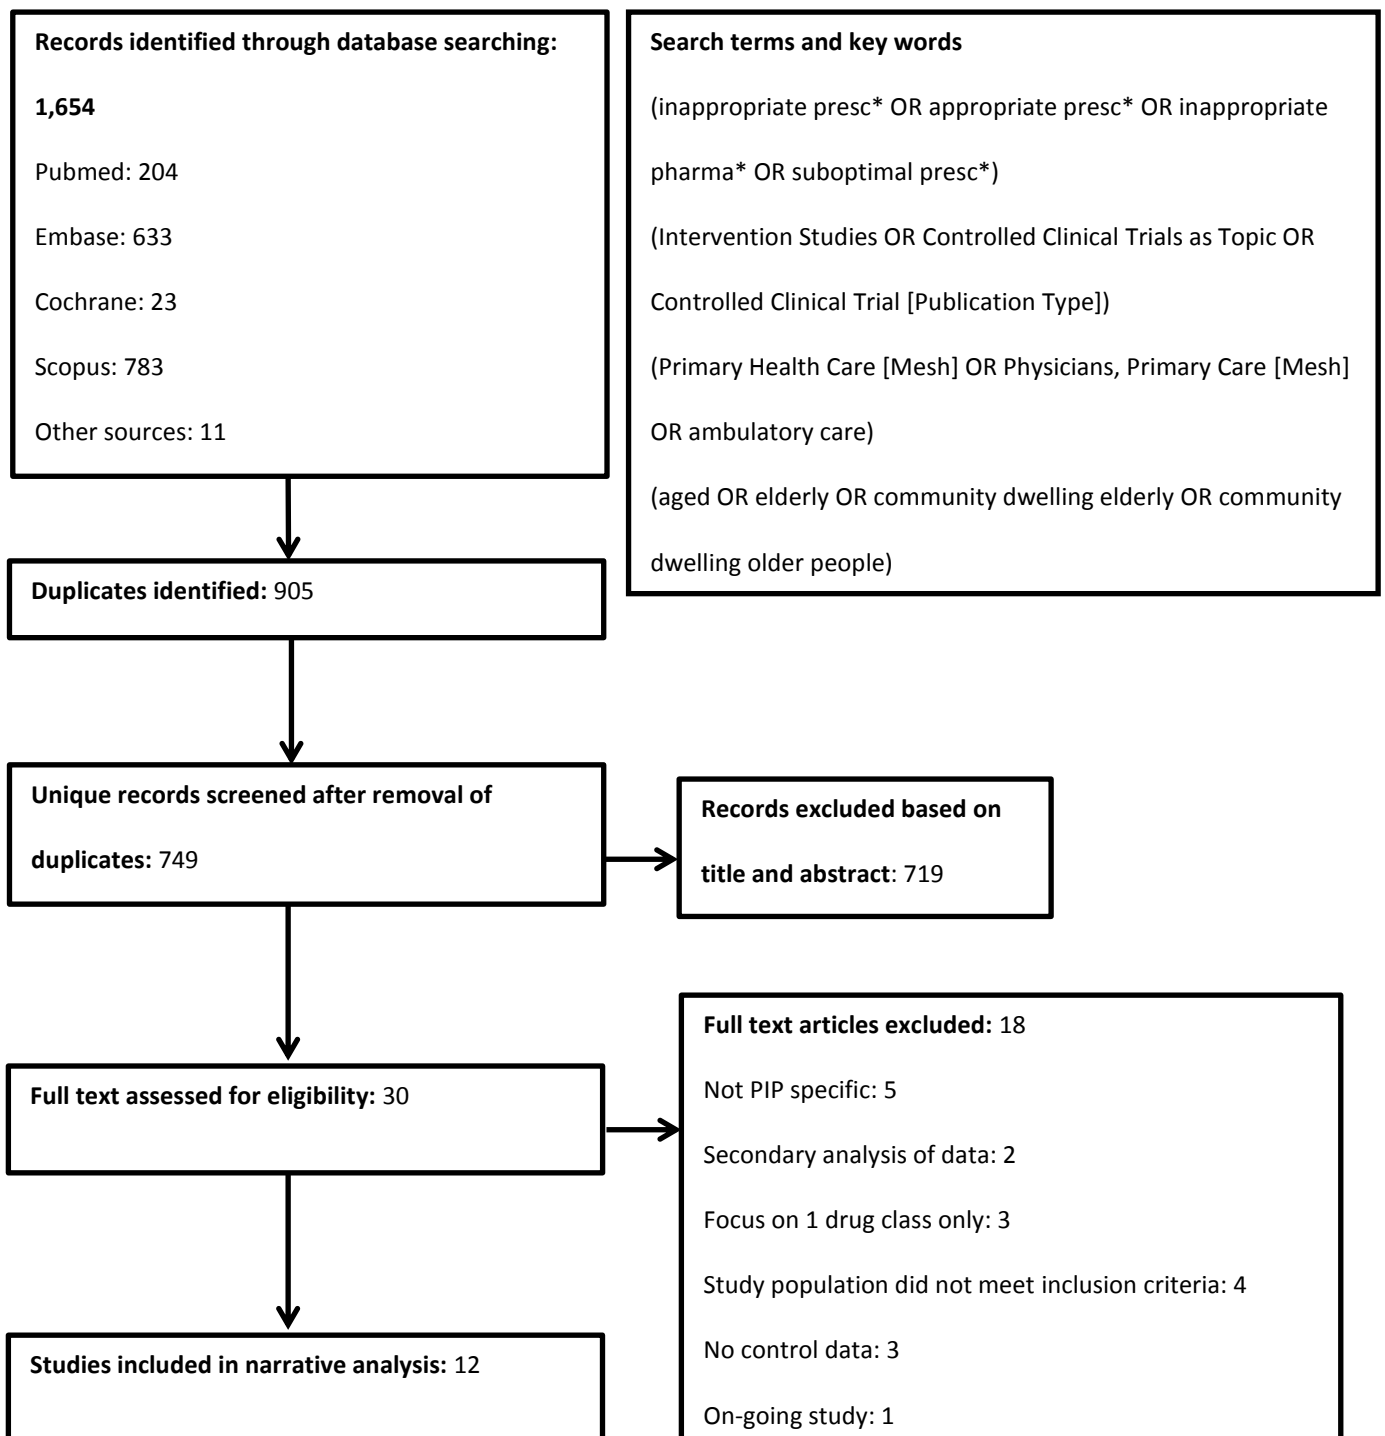 Records identified through database searching:
1,654
Pubmed: 204
Embase: 633
Cochrane: 23
Scopus: 783
Other sources: 11
Search terms and key words
(inappropriate presc* OR appropriate presc* OR inappropriate
pharma* OR suboptimal presc*)
(Intervention Studies OR Controlled Clinical Trials as Topic OR
Controlled Clinical Trial [Publication Type])
(Primary Health Care [Mesh] OR Physicians, Primary Care [Mesh]
OR ambulatory care)
(aged OR elderly OR community dwelling elderly OR community
dwelling older people)
Duplicates identified: 905
Unique records screened after removal of
duplicates: 749
Records excluded based on
title and abstract: 719
Full text assessed for eligibility: 30
Full text articles excluded: 18
Not PIP specific: 5
Secondary analysis of data: 2
Focus on 1 drug class only: 3
Study population did not meet inclusion criteria: 4
No control data: 3
On-going study: 1
Studies included in narrative analysis: 12